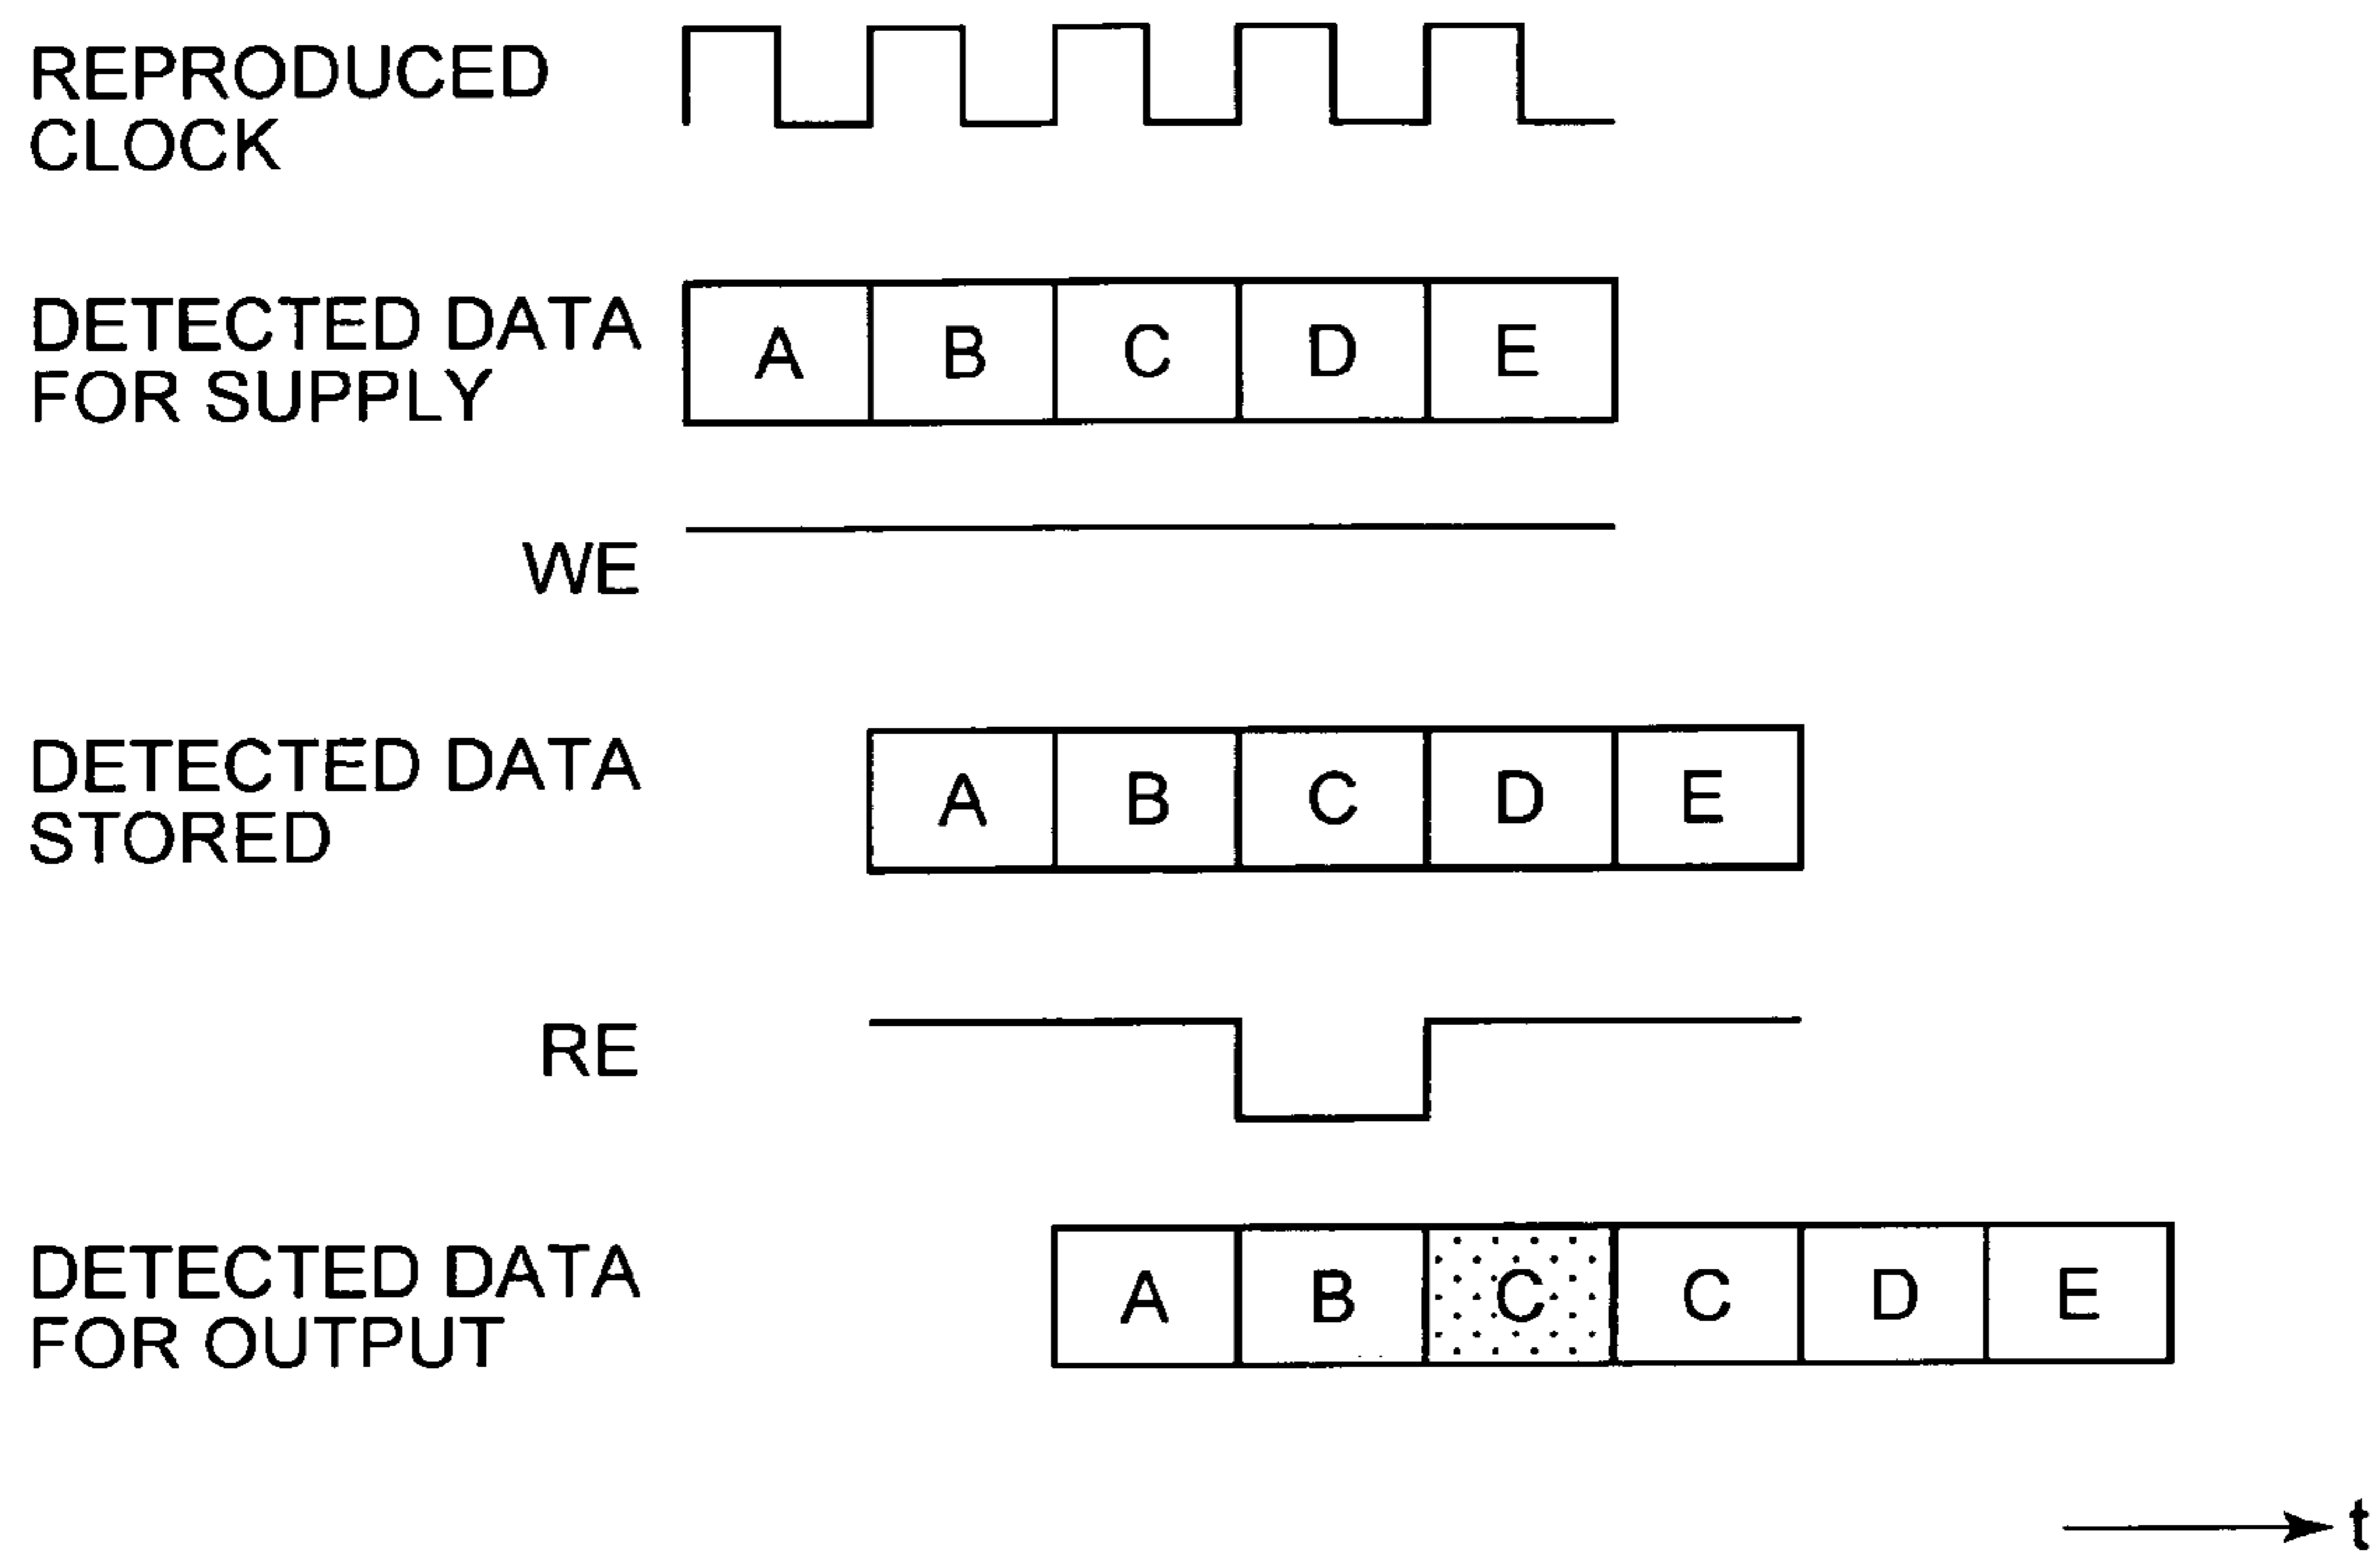 REPRODUCED
CLOCK
DETECTED DATA
FOR SUPPLY
A B C D E
WE
DETECTED DATA
STORED
A B C D E
RE
DETECTED DATA
FOR OUTPUT
A B C C D E
t